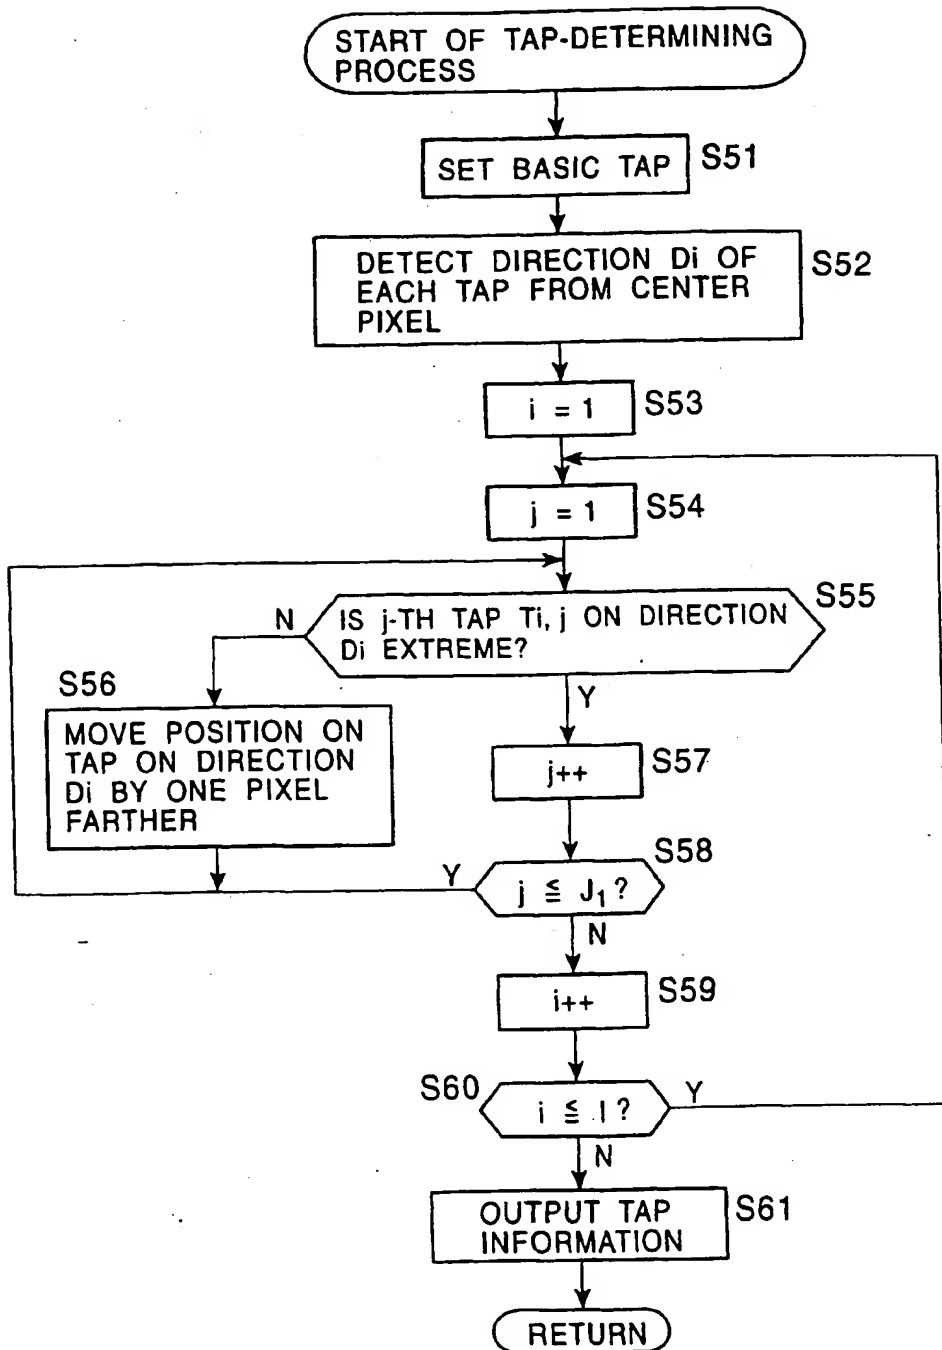 START OF TAP-DETERMINING
PROCESS
SET BASIC TAP
S51
DETECT DIRECTION Di OF
EACH TAP FROM CENTER
PIXEL
S52
i = 1
S53
j = 1
S54
IS j-TH TAP Ti, j ON DIRECTION
Di EXTREME?
S55
N
Y
S56
MOVE POSITION ON
TAP ON DIRECTION
Di BY ONE PIXEL
FARTHER
j++
S57
S58
j ≦ J1 ?
Y
N
i++
S59
S60
i ≦ I ?
Y
N
OUTPUT TAP
INFORMATION
S61
RETURN